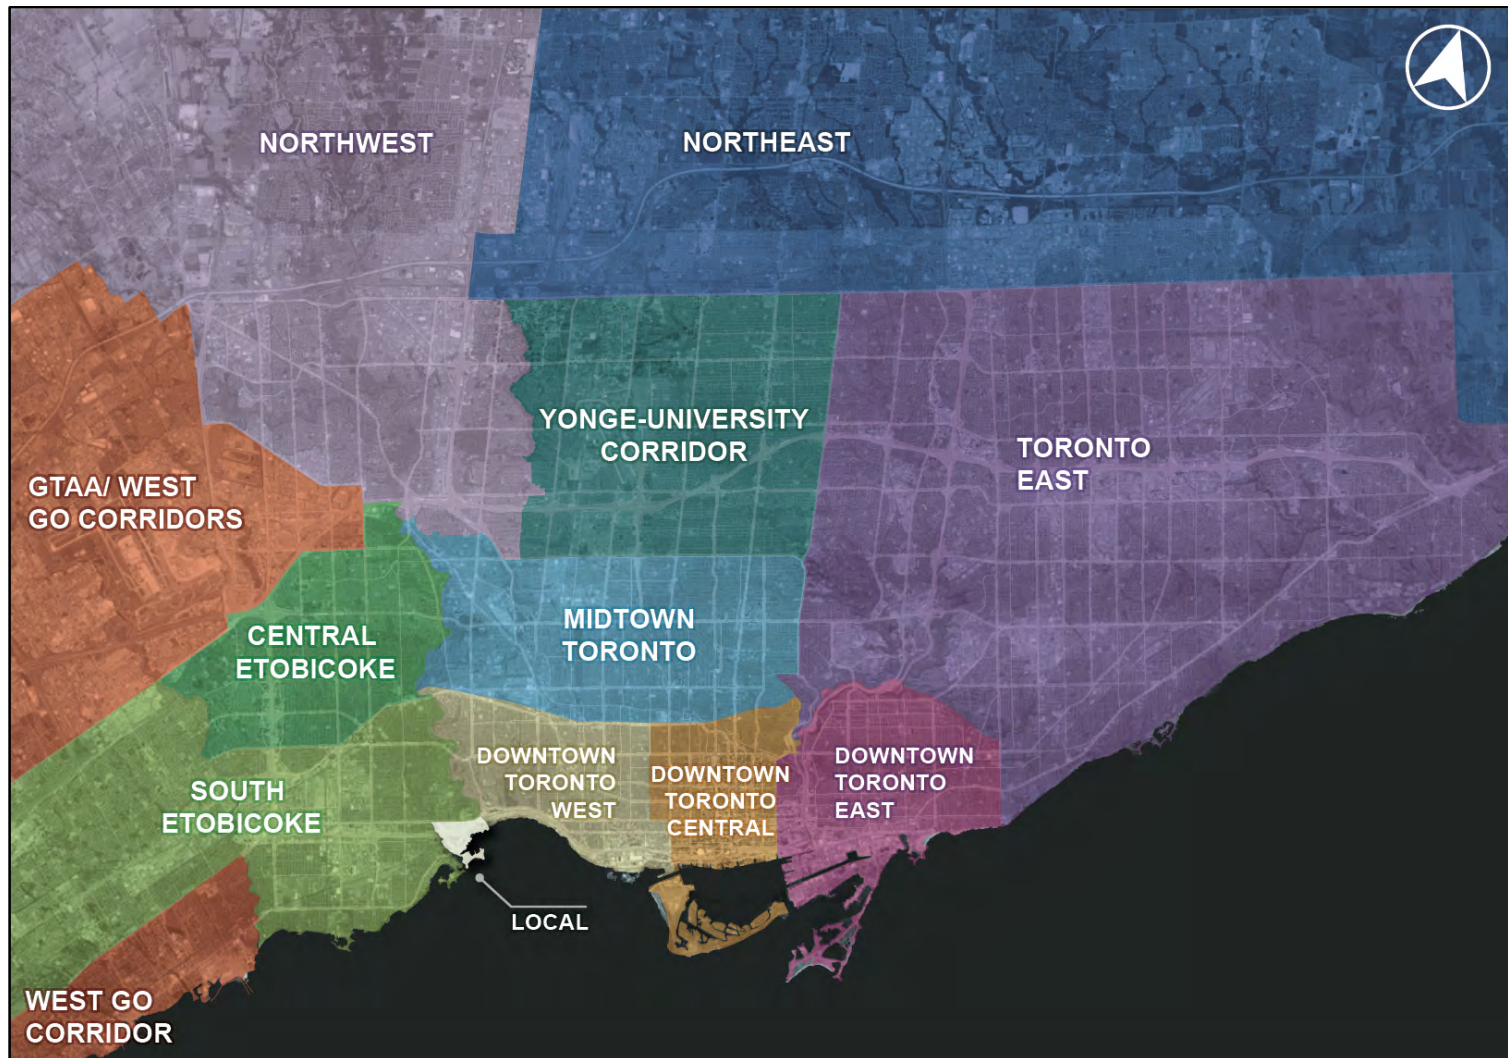 NORTHWEST
NORTHEAST
YONGE-UNIVERSITY
CORRIDOR
TORONTO
EAST
GTAA/ WEST
GO CORRIDORS
MIDTOWN
TORONTO
CENTRAL
ETOBICOKE
DOWNTOWN
TORONTO
WEST
DOWNTOWN
TORONTO
CENTRAL
DOWNTOWN
TORONTO
EAST
SOUTH
ETOBICOKE
LOCAL
WEST GO
CORRIDOR